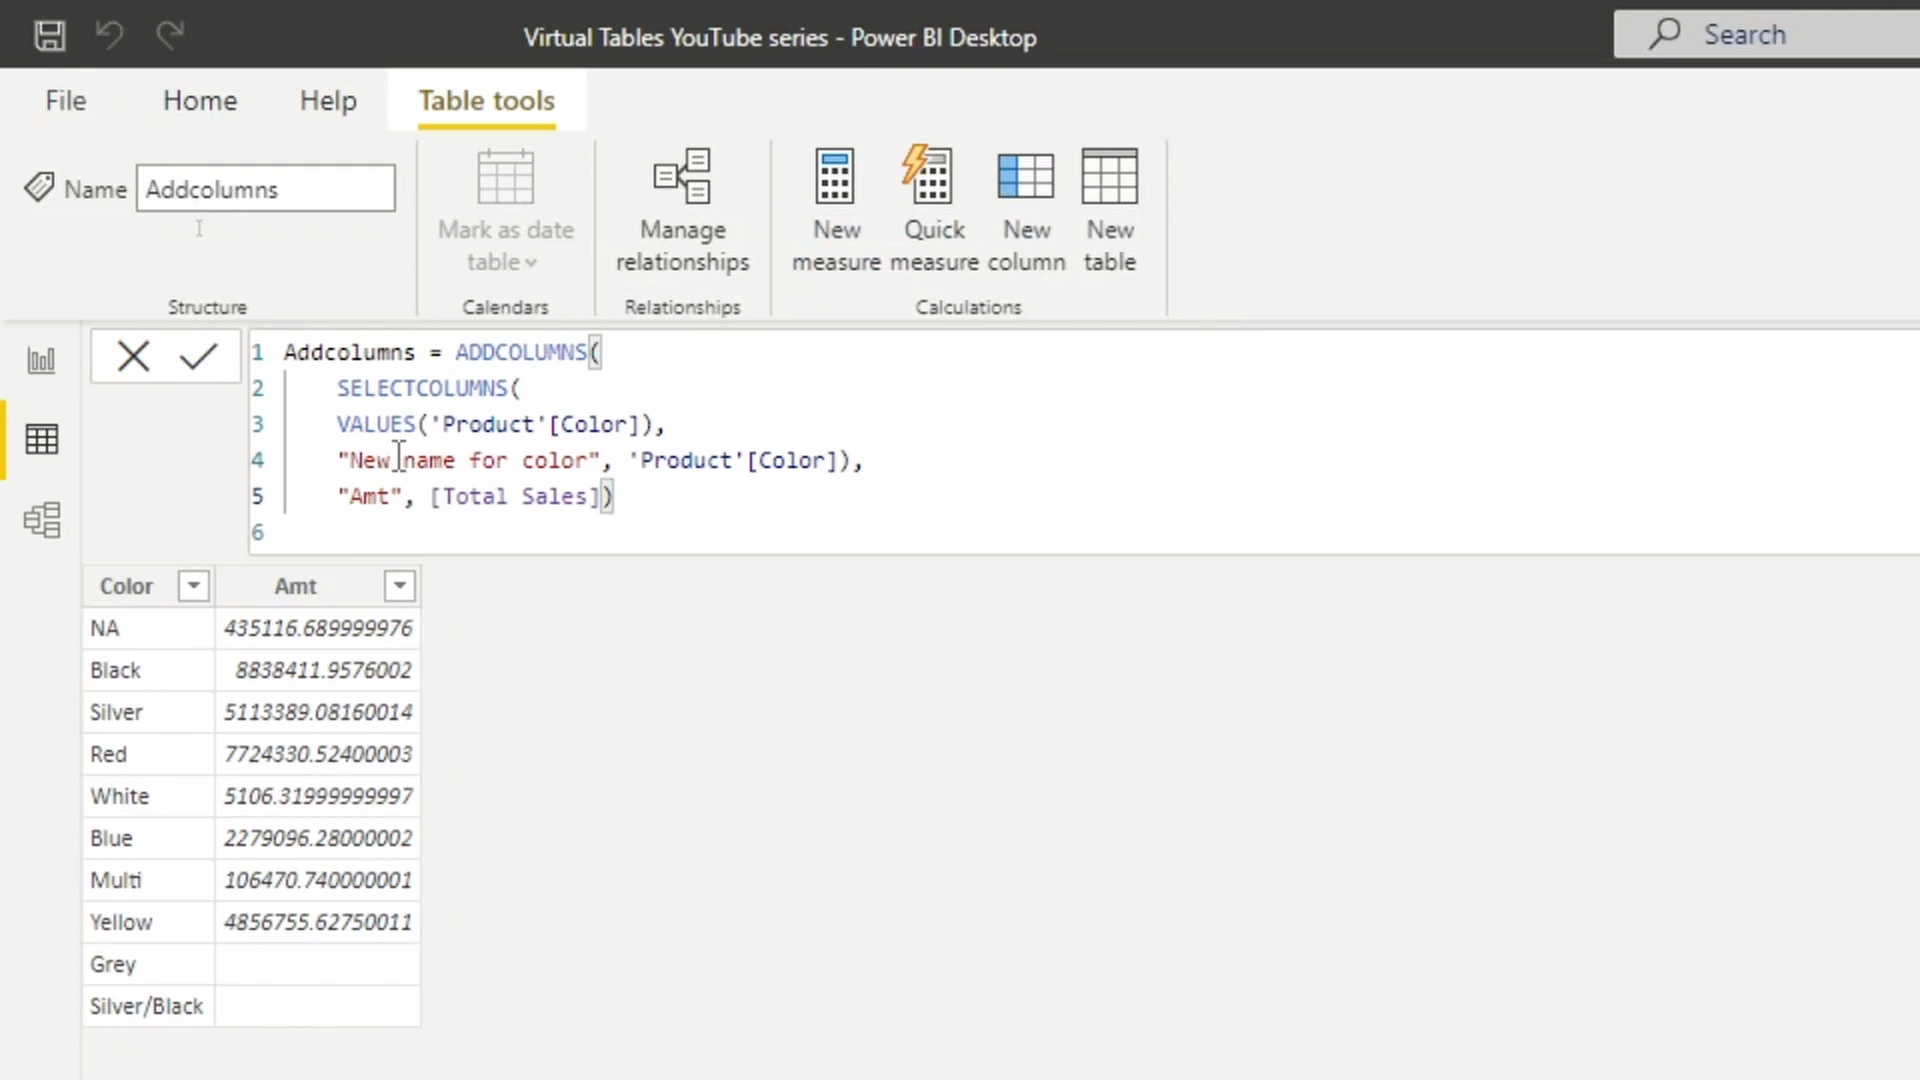 Virtual Tables YouTube series - Power BI Desktop
Search
File Home Help Table tools
Name Addcolumns
Mark as date table
Manage relationships
New measure
Quick measure
New column
New table
Structure Calendars Relationships Calculations
1 Addcolumns = ADDCOLUMNS(
2 SELECTCOLUMNS(
3 VALUES('Product'[Color]),
4 "New name for color", 'Product'[Color]),
5 "Amt", [Total Sales])
6
Color Amt
NA 435116.689999976
Black 8838411.9576002
Silver 5113389.08160014
Red 7724330.52400003
White 5106.31999999997
Blue 2279096.28000002
Multi 106470.740000001
Yellow 4856755.62750011
Grey
Silver/Black